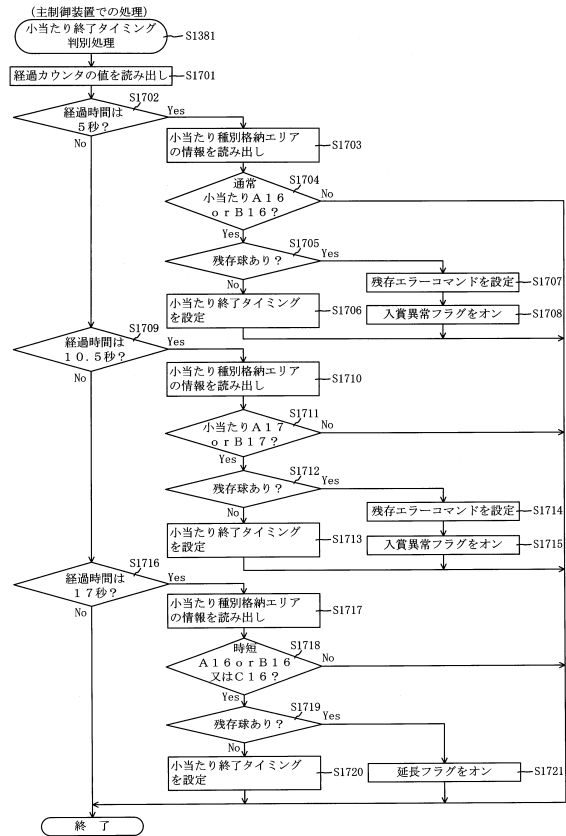 (主制御装置での処理)
小当たり終了タイミング
判別処理
S1381
経過カウンタの値を読み出し
S1701
経過時間は
5秒?
S1702
Yes
No
小当たり種別格納エリア
の情報を読み出し
S1703
通常
小当たりA16
orB16?
S1704
No
Yes
残存球あり?
S1705
Yes
No
小当たり終了タイミング
を設定
S1706
残存エラーコマンドを設定
S1707
入賞異常フラグをオン
S1708
経過時間は
10.5秒?
S1709
Yes
No
小当たり種別格納エリア
の情報を読み出し
S1710
小当たりA17
orB17?
S1711
No
Yes
残存球あり?
S1712
Yes
No
小当たり終了タイミング
を設定
S1713
残存エラーコマンドを設定
S1714
入賞異常フラグをオン
S1715
経過時間は
17秒?
S1716
Yes
No
小当たり種別格納エリア
の情報を読み出し
S1717
時短
A16orB16
又はC16?
S1718
No
Yes
残存球あり?
S1719
Yes
No
小当たり終了タイミング
を設定
S1720
延長フラグをオン
S1721
終 了